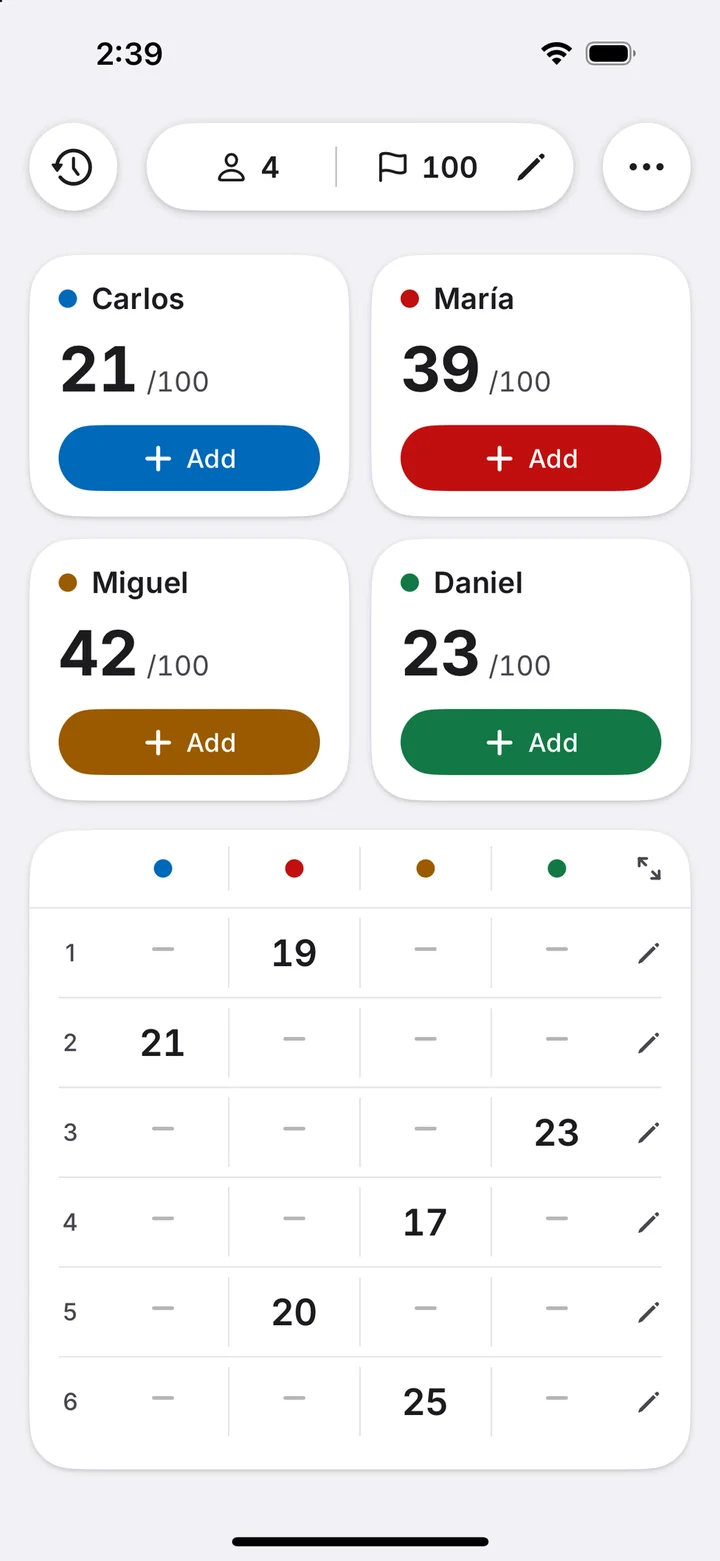 2:39
4 100
Carlos
21 /100
+ Add
María
39 /100
+ Add
Miguel
42 /100
+ Add
Daniel
23 /100
+ Add
1 — 19 — —
2 21 — — —
3 — — — 23
4 — — 17 —
5 — 20 — —
6 — — 25 —